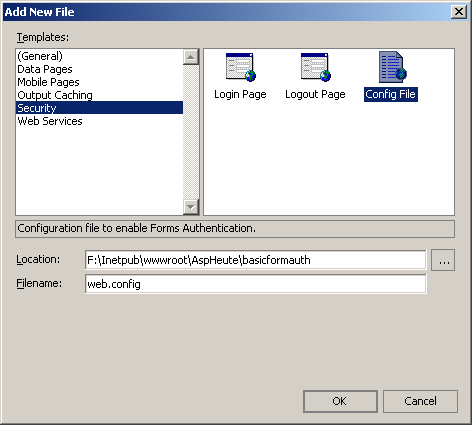 Add New File
Templates:
(General)
Data Pages
Mobile Pages
Output Caching
Security
Web Services
Login Page
Logout Page
Config File
Configuration file to enable Forms Authentication.
Location:
F:\Inetpub\wwwroot\AspHeute\basicformauth
...
Filename:
web.config
OK
Cancel